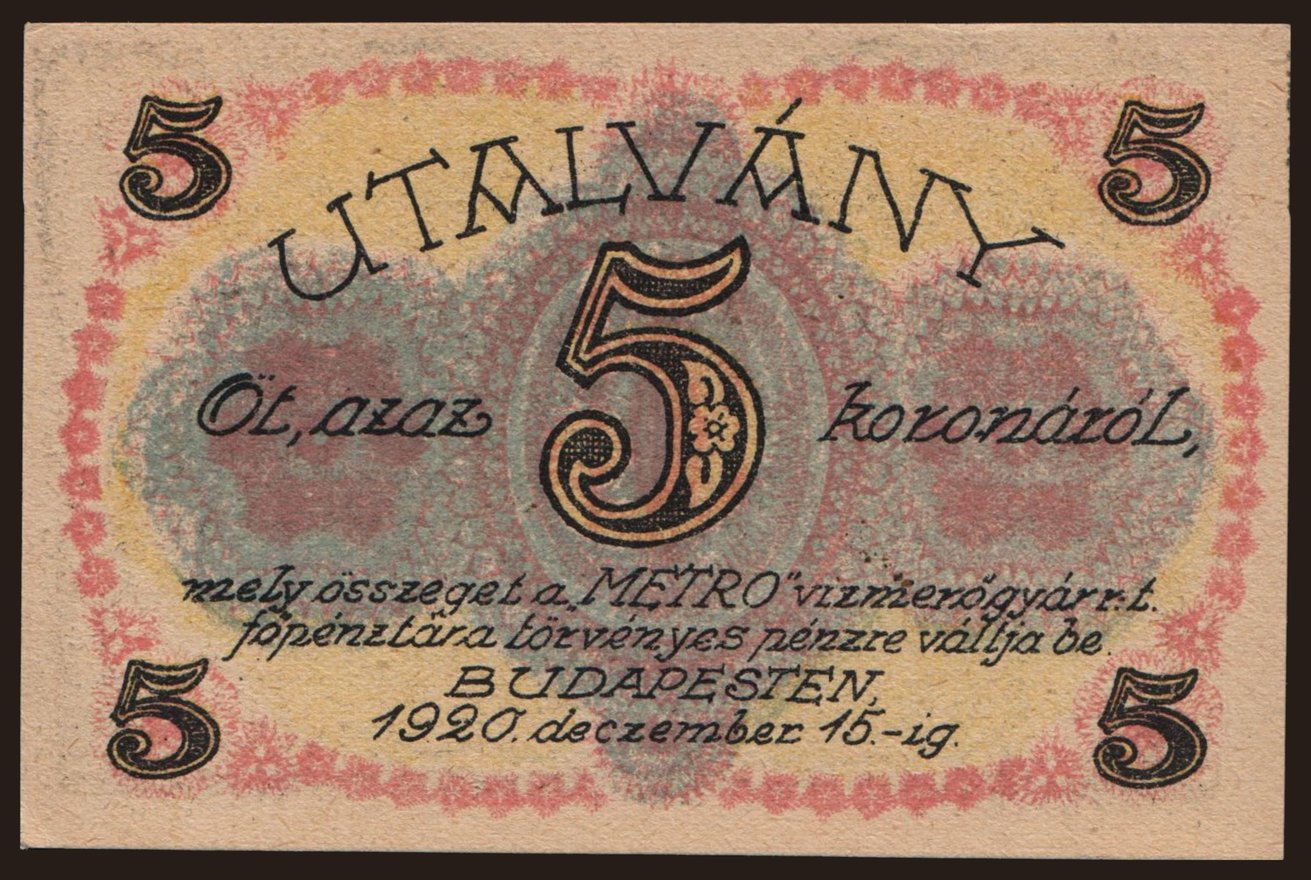 5 5
UTALVÁNY
5
Öt, azaz koronáról,
mely összeget a „METRO" vizmerőgyár r.t.
főpénztára törvényes pénzre váltja be.
BUDAPESTEN,
1920. deczember 15.-ig.
5 5